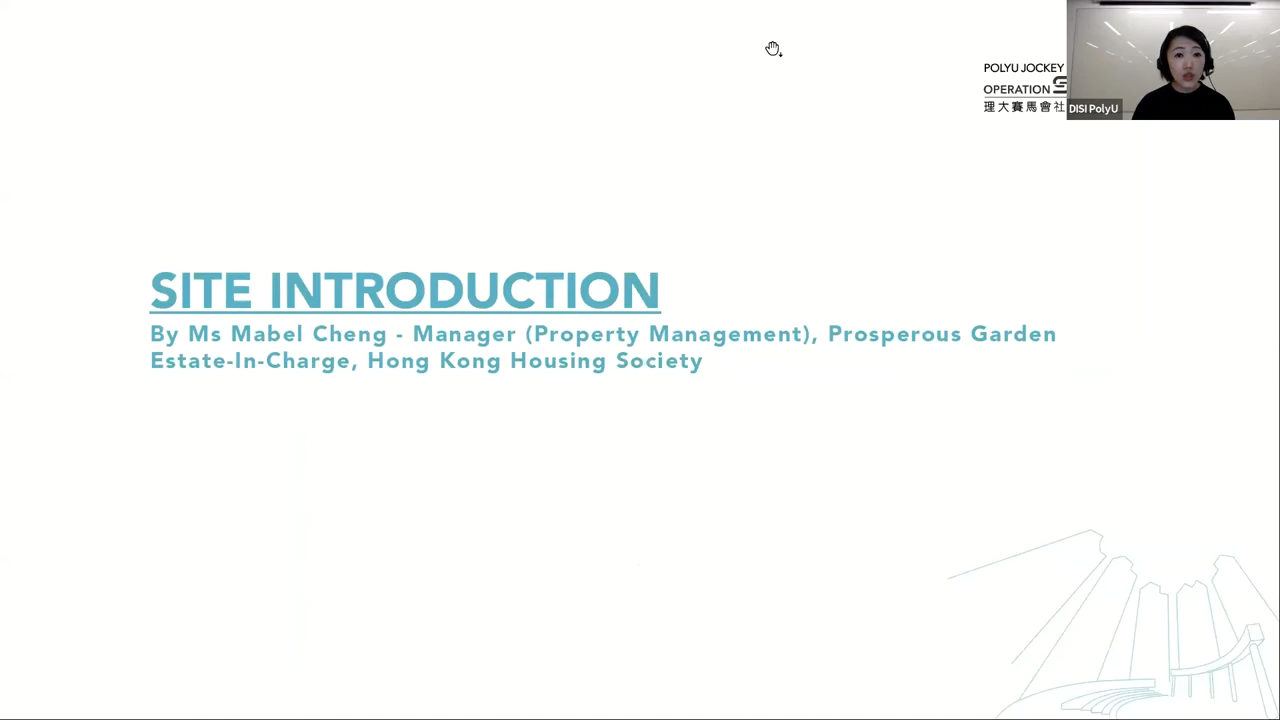 POLYU JOCKEY
OPERATION
理大賽馬會社
DISI PolyU
SITE INTRODUCTION
By Ms Mabel Cheng - Manager (Property Management), Prosperous Garden
Estate-In-Charge, Hong Kong Housing Society